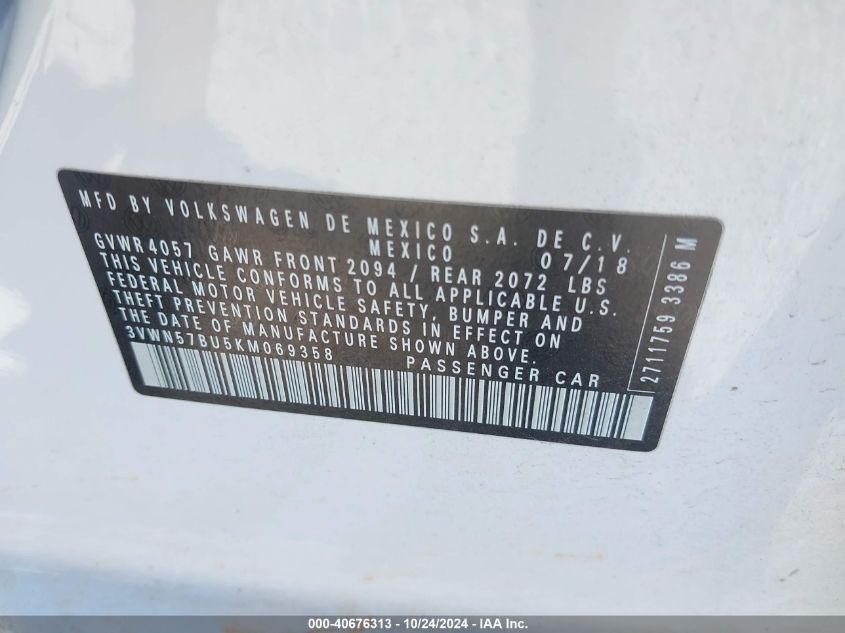 MFD BY VOLKSWAGEN DE MEXICO S.A. DE C.V.
MEXICO 07/18
GVWR4057 GAWR FRONT 2094 / REAR 2072 LBS
THIS VEHICLE CONFORMS TO ALL APPLICABLE U.S.
FEDERAL MOTOR VEHICLE SAFETY, BUMPER AND
THEFT PREVENTION STANDARDS IN EFFECT ON
THE DATE OF MANUFACTURE SHOWN ABOVE.
3VWN57BU5KM069358 PASSENGER CAR
2711759 3386 M
000-40676313 - 10/24/2024 - IAA Inc.